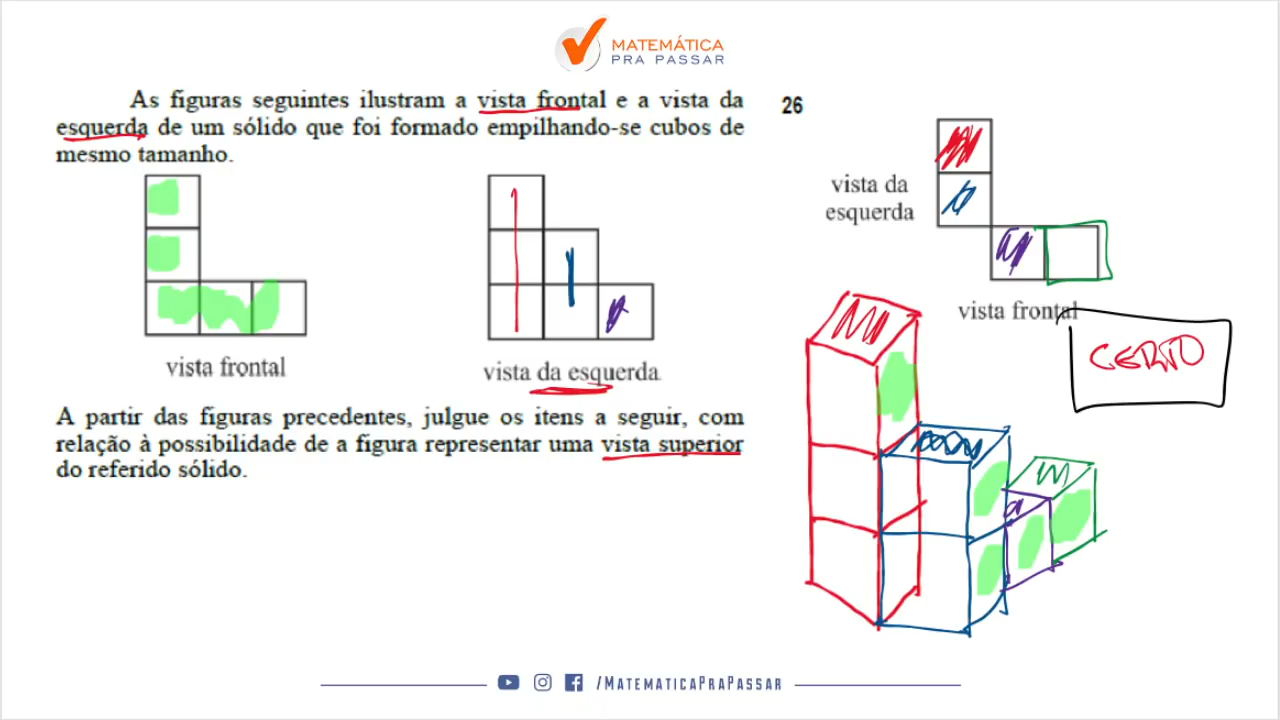 MATEMÁTICA
PRA PASSAR
As figuras seguintes ilustram a vista frontal e a vista da
esquerda de um sólido que foi formado empilhando-se cubos de
mesmo tamanho.
vista frontal
vista da esquerda
A partir das figuras precedentes, julgue os itens a seguir, com
relação à possibilidade de a figura representar uma vista superior
do referido sólido.
26
vista da
esquerda
vista frontal
CERTO
/MATEMATICAPRAPASSAR